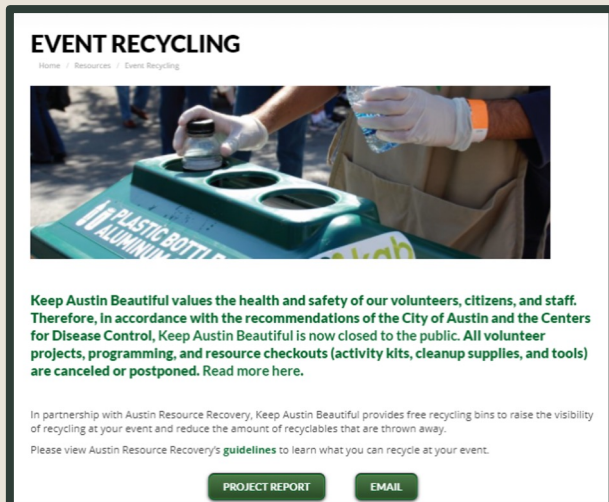 EVENT RECYCLING
Home / Resources / Event Recycling
PLASTIC BOTTLE
ALUMINUM
kab
Keep Austin Beautiful values the health and safety of our volunteers, citizens, and staff.
Therefore, in accordance with the recommendations of the City of Austin and the Centers
for Disease Control, Keep Austin Beautiful is now closed to the public. All volunteer
projects, programming, and resource checkouts (activity kits, cleanup supplies, and tools)
are canceled or postponed. Read more here.
In partnership with Austin Resource Recovery, Keep Austin Beautiful provides free recycling bins to raise the visibility
of recycling at your event and reduce the amount of recyclables that are thrown away.
Please view Austin Resource Recovery's guidelines to learn what you can recycle at your event.
PROJECT REPORT EMAIL